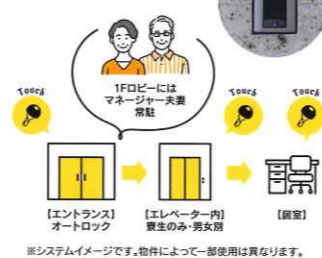 1Fロビーには
マネージャー夫妻
常駐
Touch
Touch
Touch
【エントランス】
オートロック
【エレベーター内】
寮生のみ・男女別
【居室】
※システムイメージです。物件によって一部使用は異なります。